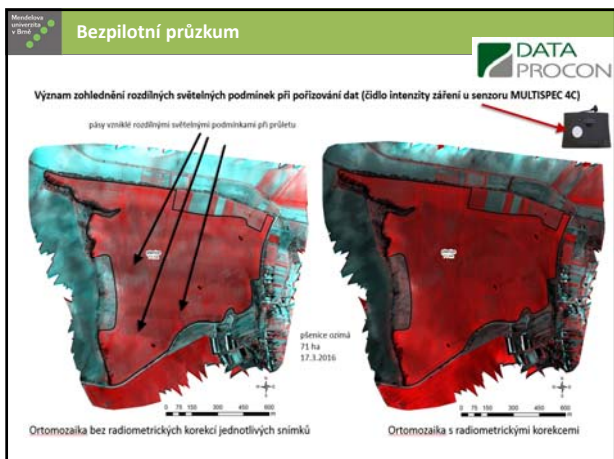 Mendelova
univerzita
v Brně
Bezpilotní průzkum
DATA
PROCON
Význam zohlednění rozdílných světelných podmínek při pořizování dat (čidlo intenzity záření u senzoru MULTISPEC 4C)
pásy vzniklé rozdílnými světelnými podmínkami při průletu
pšenice ozimá
71 ha
17.3.2016
0 75 150 300 450 600
m
0 75 150 300 450 600
m
Ortomozaika bez radiometrických korekcí jednotlivých snímků
Ortomozaika s radiometrickými korekcemi